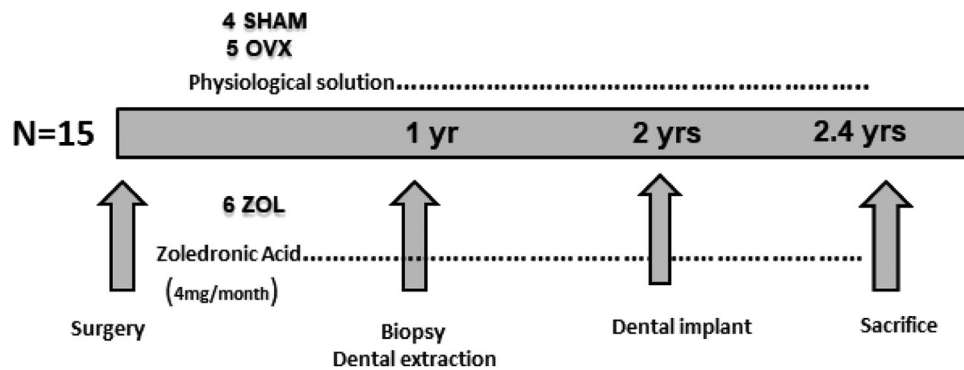 4 SHAM
5 OVX
Physiological solution
N=15
1 yr
2 yrs
2.4 yrs
6 ZOL
Zoledronic Acid
(4mg/month)
Surgery
Biopsy
Dental extraction
Dental implant
Sacrifice